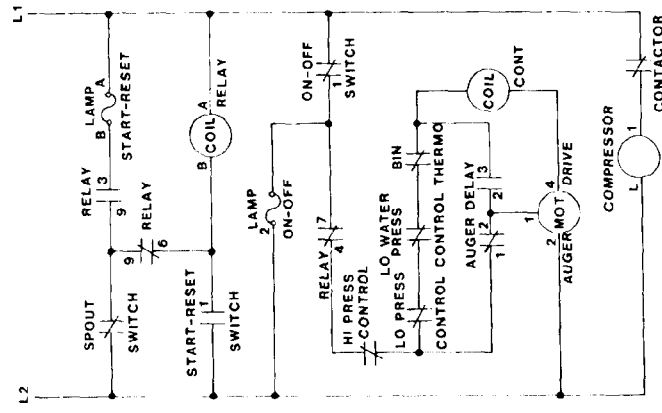 L1
L2
LAMP
B
A
START-RESET
RELAY
3
9
RELAY
9
6
SPOUT
SWITCH
COIL
B
A
RELAY
START-RESET
1
SWITCH
LAMP
2
ON-OFF
ON-OFF
1
SWITCH
RELAY
4
7
HI PRESS
CONTROL
LO PRESS
LO WATER
PRESS
BIN
CONTROL CONTROL THERMO
COIL
CONT
AUGER DELAY
1
2
2
3
1
2
MOT
4
AUGER
DRIVE
COMPRESSOR
L
1
CONTACTOR